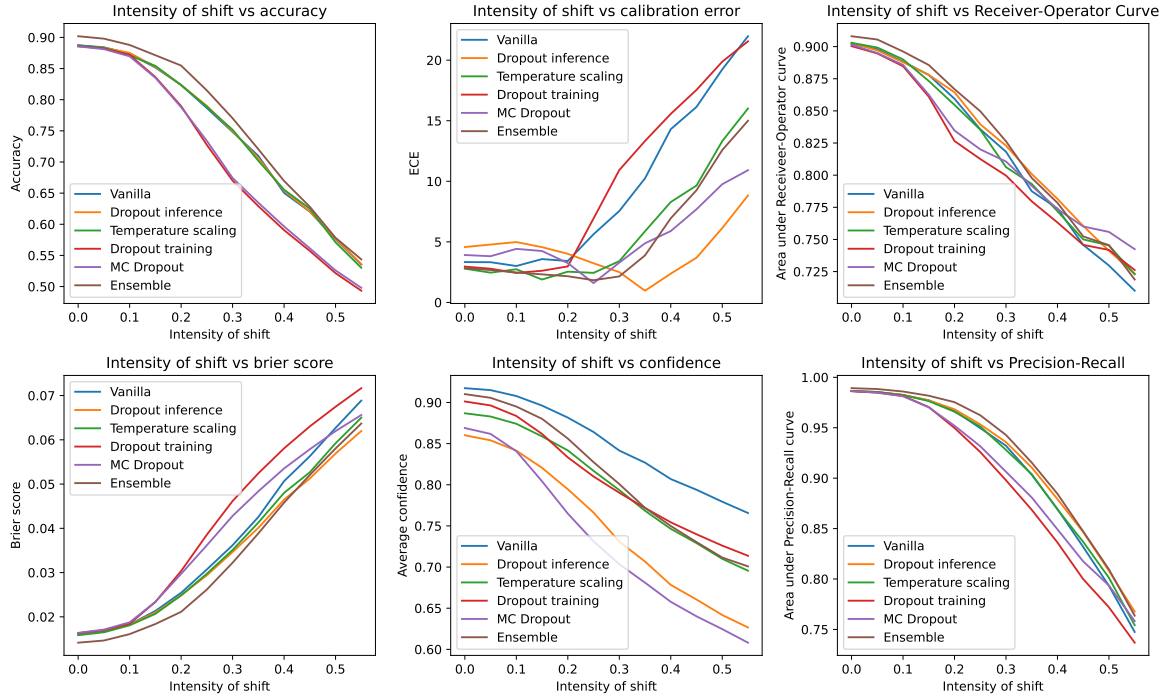 Intensity of shift vs accuracy
Accuracy
0.90
0.85
0.80
0.75
0.70
0.65
0.60
0.55
0.50
Vanilla
Dropout inference
Temperature scaling
Dropout training
MC Dropout
Ensemble
0.0 0.1 0.2 0.3 0.4 0.5
Intensity of shift
Intensity of shift vs calibration error
ECE
20
15
10
5
0
Vanilla
Dropout inference
Temperature scaling
Dropout training
MC Dropout
Ensemble
0.0 0.1 0.2 0.3 0.4 0.5
Intensity of shift
Intensity of shift vs Receiver-Operator Curve
Area under Receiveer-Operator curve
0.900
0.875
0.850
0.825
0.800
0.775
0.750
0.725
Vanilla
Dropout inference
Temperature scaling
Dropout training
MC Dropout
Ensemble
0.0 0.1 0.2 0.3 0.4 0.5
Intensity of shift
Intensity of shift vs brier score
Brier score
0.07
0.06
0.05
0.04
0.03
0.02
Vanilla
Dropout inference
Temperature scaling
Dropout training
MC Dropout
Ensemble
0.0 0.1 0.2 0.3 0.4 0.5
Intensity of shift
Intensity of shift vs confidence
Average confidence
0.90
0.85
0.80
0.75
0.70
0.65
0.60
Vanilla
Dropout inference
Temperature scaling
Dropout training
MC Dropout
Ensemble
0.0 0.1 0.2 0.3 0.4 0.5
Intensity of shift
Intensity of shift vs Precision-Recall
Area under Precision-Recall curve
1.00
0.95
0.90
0.85
0.80
0.75
Vanilla
Dropout inference
Temperature scaling
Dropout training
MC Dropout
Ensemble
0.0 0.1 0.2 0.3 0.4 0.5
Intensity of shift